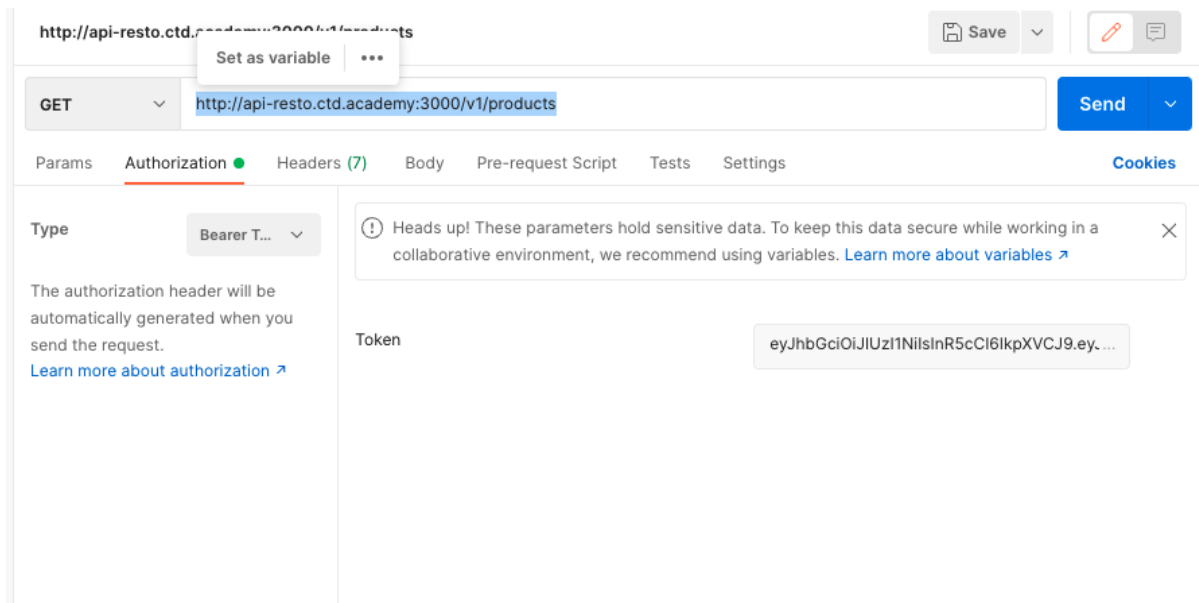 http://api-resto.ctd.academy:3000/v1/products
Save
Set as variable
GET
http://api-resto.ctd.academy:3000/v1/products
Send
Params Authorization Headers (7) Body Pre-request Script Tests Settings Cookies
Type
Bearer T...
Heads up! These parameters hold sensitive data. To keep this data secure while working in a
collaborative environment, we recommend using variables. Learn more about variables ↗
The authorization header will be
automatically generated when you
send the request.
Learn more about authorization ↗
Token
eyJhbGciOiJIUzI1NiIsInR5cCI6IkpXVCJ9.eyJ...